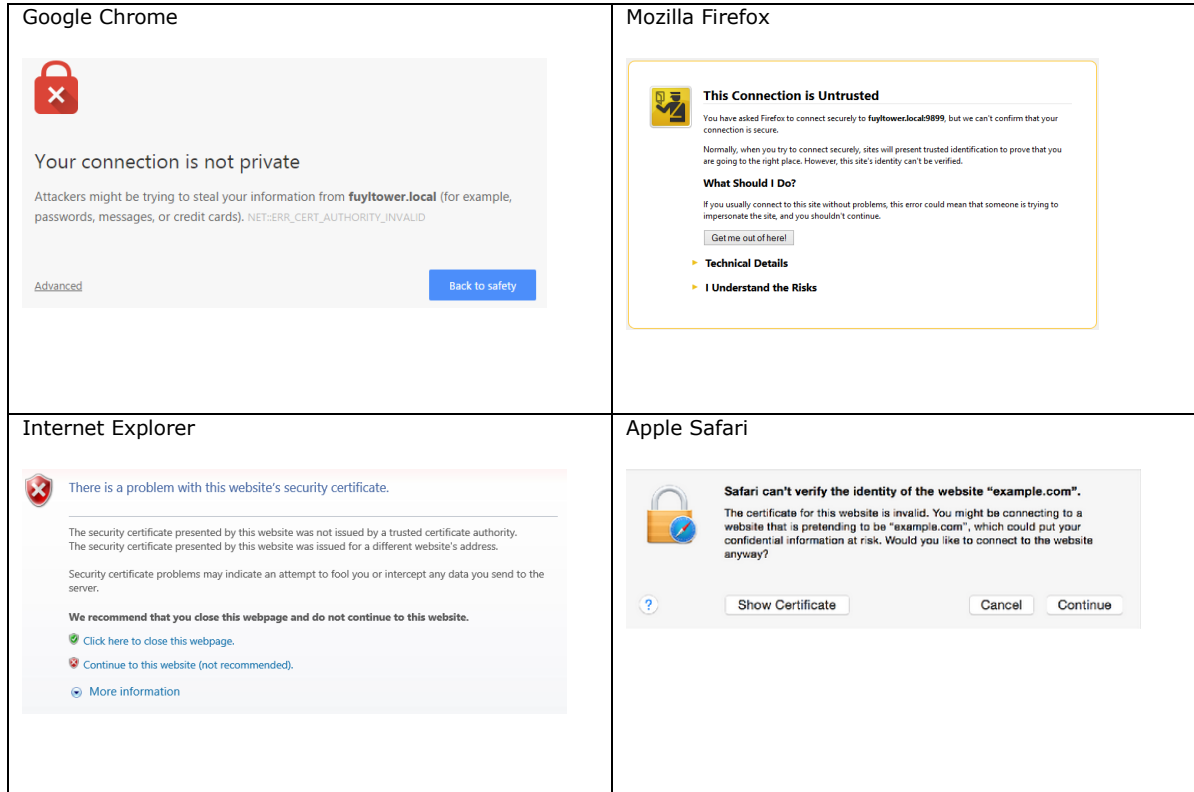 Google Chrome
Your connection is not private
Attackers might be trying to steal your information from fuyltower.local (for example,
passwords, messages, or credit cards). NET::ERR_CERT_AUTHORITY_INVALID
Advanced
Back to safety
Mozilla Firefox
This Connection is Untrusted
You have asked Firefox to connect securely to fuyltower.local:9899, but we can't confirm that your
connection is secure.
Normally, when you try to connect securely, sites will present trusted identification to prove that you
are going to the right place. However, this site's identity can't be verified.
What Should I Do?
If you usually connect to this site without problems, this error could mean that someone is trying to
impersonate the site, and you shouldn't continue.
Get me out of here!
Technical Details
I Understand the Risks
Internet Explorer
There is a problem with this website's security certificate.
The security certificate presented by this website was not issued by a trusted certificate authority.
The security certificate presented by this website was issued for a different website's address.
Security certificate problems may indicate an attempt to fool you or intercept any data you send to the
server.
We recommend that you close this webpage and do not continue to this website.
Click here to close this webpage.
Continue to this website (not recommended).
More information
Apple Safari
Safari can't verify the identity of the website "example.com".
The certificate for this website is invalid. You might be connecting to a
website that is pretending to be "example.com", which could put your
confidential information at risk. Would you like to connect to the website
anyway?
?
Show Certificate
Cancel
Continue